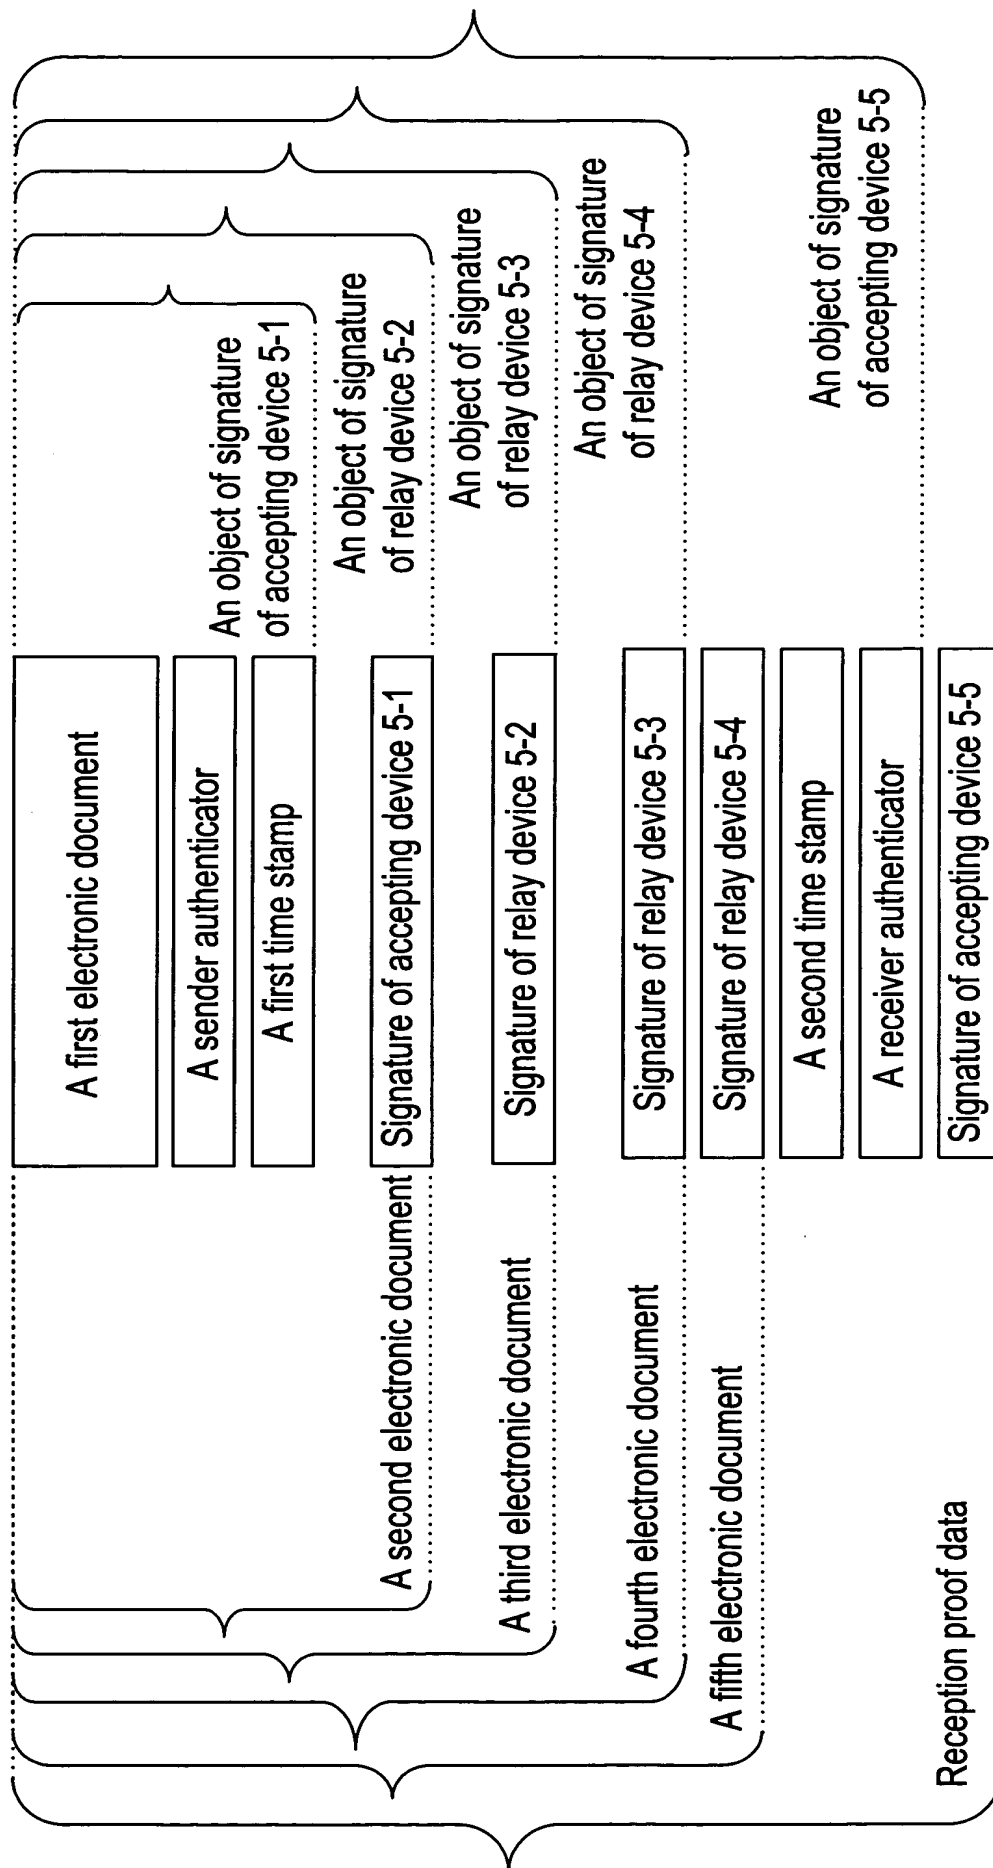 A first electronic document
A sender authenticator
A first time stamp
Signature of accepting device 5-1
Signature of relay device 5-2
Signature of relay device 5-3
Signature of relay device 5-4
A second time stamp
A receiver authenticator
Signature of accepting device 5-5
An object of signature
of accepting device 5-1
An object of signature
of relay device 5-2
An object of signature
of relay device 5-3
An object of signature
of relay device 5-4
An object of signature
of accepting device 5-5
A second electronic document
A third electronic document
A fourth electronic document
A fifth electronic document
Reception proof data